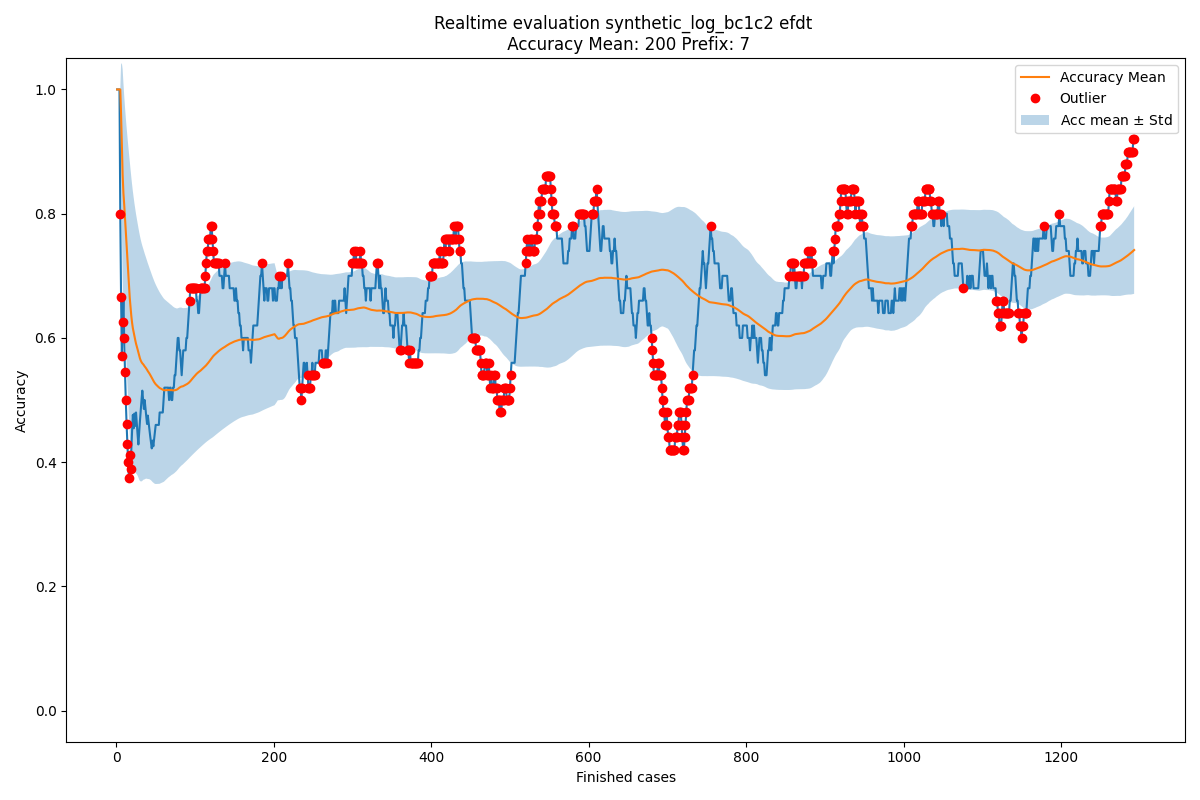 Realtime evaluation synthetic_log_bc1c2 efdt
Accuracy Mean: 200 Prefix: 7
Accuracy Mean
Outlier
Acc mean ± Std
Accuracy
1.0
0.8
0.6
0.4
0.2
0.0
0 200 400 600 800 1000 1200
Finished cases